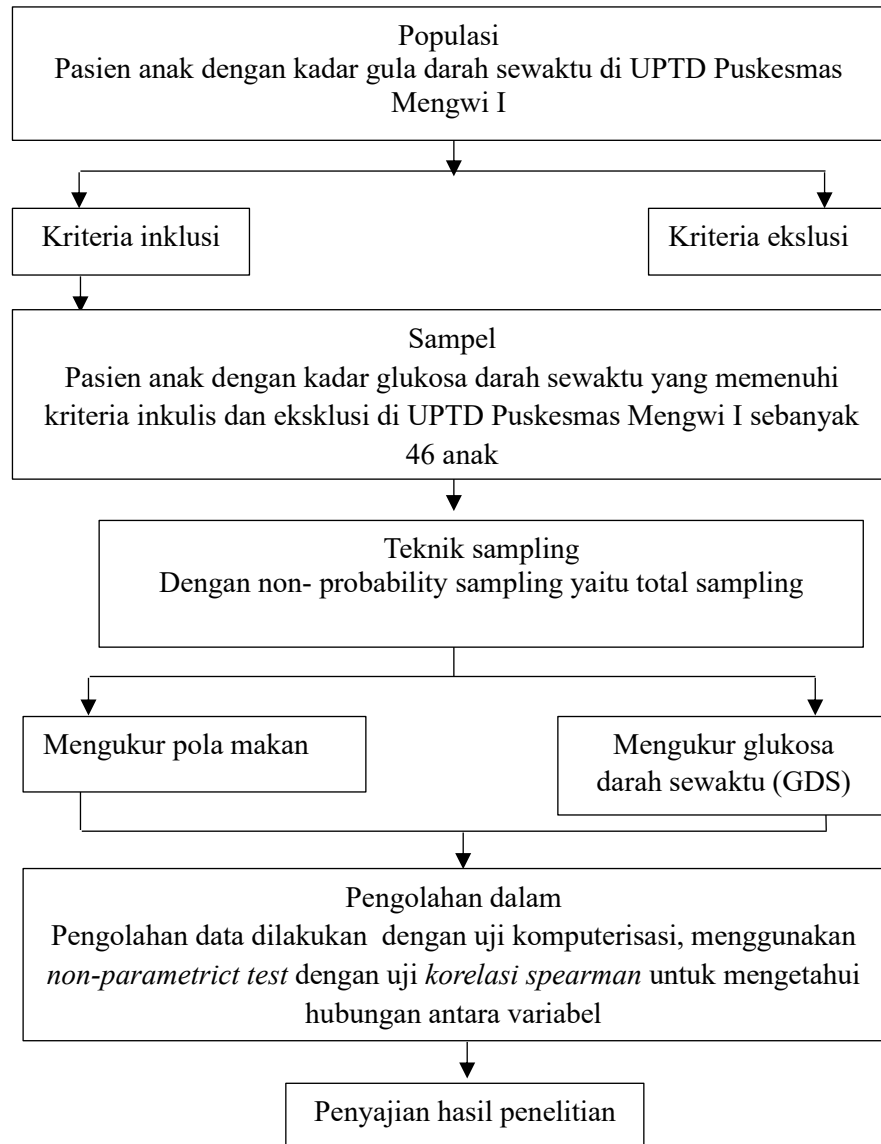 Populasi
Pasien anak dengan kadar gula darah sewaktu di UPTD Puskesmas
Mengwi I
Kriteria inklusi
Kriteria ekslusi
Sampel
Pasien anak dengan kadar glukosa darah sewaktu yang memenuhi
kriteria inkulis dan eksklusi di UPTD Puskesmas Mengwi I sebanyak
46 anak
Teknik sampling
Dengan non- probability sampling yaitu total sampling
Mengukur pola makan
Mengukur glukosa
darah sewaktu (GDS)
Pengolahan dalam
Pengolahan data dilakukan dengan uji komputerisasi, menggunakan
non-parametrict test dengan uji korelasi spearman untuk mengetahui
hubungan antara variabel
Penyajian hasil penelitian